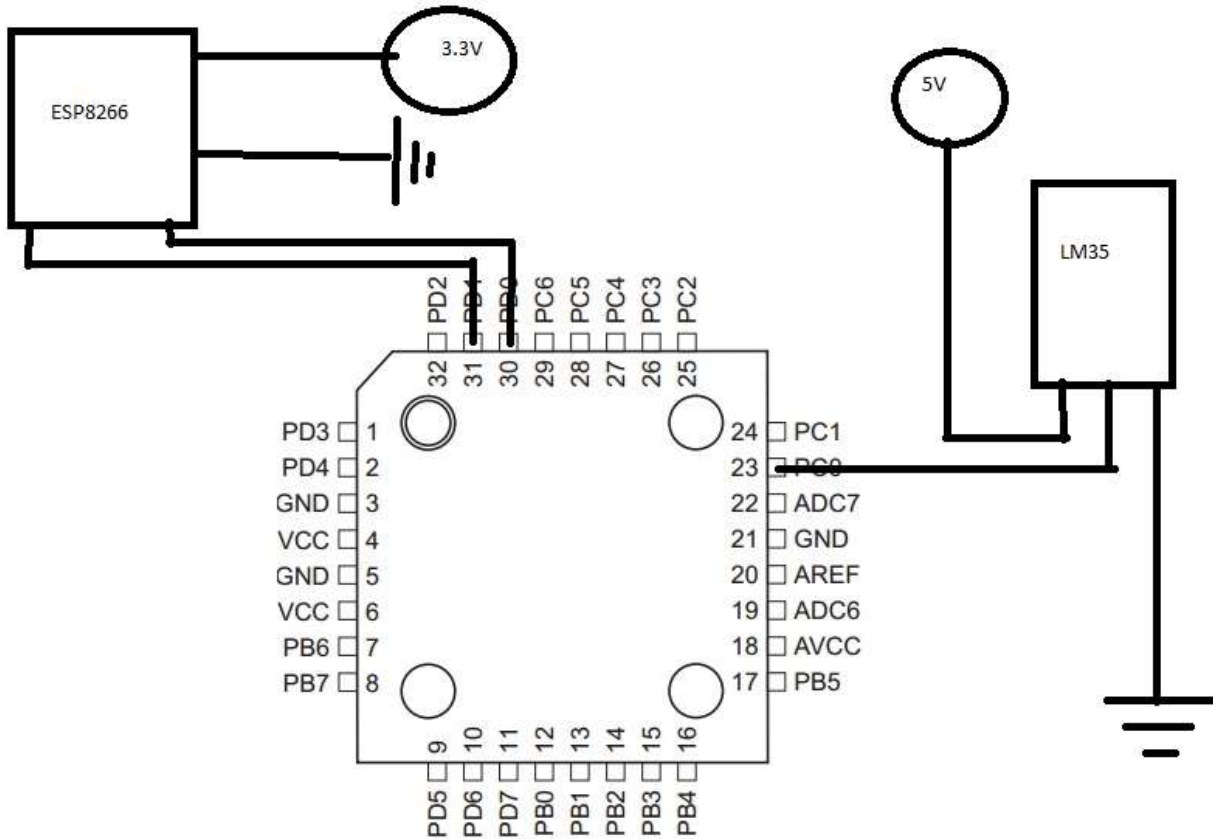 3.3V
5V
ESP8266
LM35
PD2
PD1
PD0
PC6
PC5
PC4
PC3
PC2
32
31
30
29
28
27
26
25
PD3 1
PD4 2
GND 3
VCC 4
GND 5
VCC 6
PB6 7
PB7 8
24 PC1
23 PC0
22 ADC7
21 GND
20 AREF
19 ADC6
18 AVCC
17 PB5
9
10
11
12
13
14
15
16
PD5
PD6
PD7
PB0
PB1
PB2
PB3
PB4